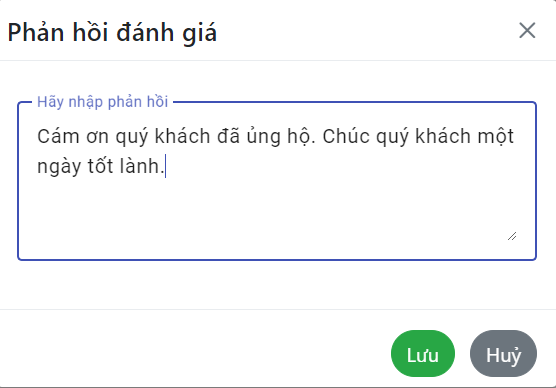 Phản hồi đánh giá
Hãy nhập phản hồi
Cám ơn quý khách đã ủng hộ. Chúc quý khách một
ngày tốt lành.
Lưu
Huỷ